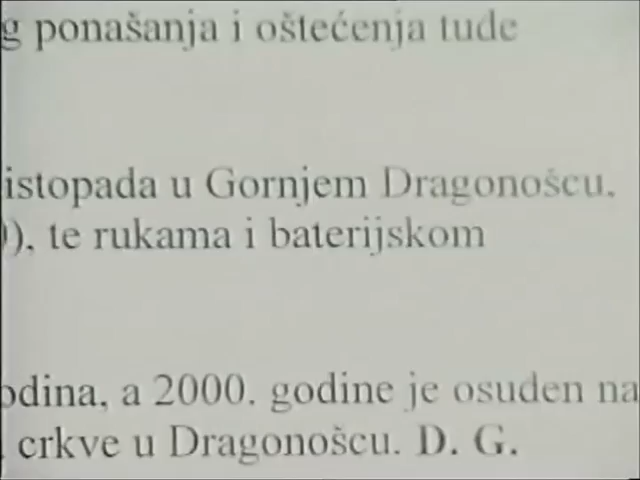 g ponašanja i oštećenja tuđe
istopada u Gornjem Dragonošcu,
), te rukama i baterijskom
odina, a 2000. godine je osuđen na
crkve u Dragonošcu. D. G.